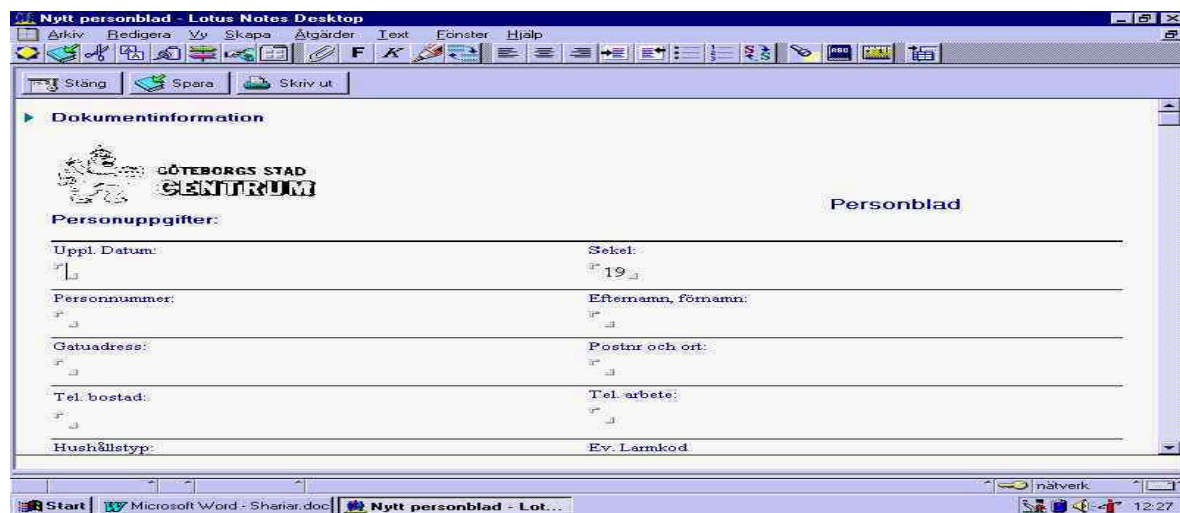 Nytt personblad - Lotus Notes Desktop
Arkiv Redigera Vy Skapa Åtgärder Text Fönster Hjälp
F K
Stäng Spara Skriv ut
Dokumentinformation
GÖTEBORGS STAD
CENTRUM
Personblad
Personuppgifter:
Uppl. Datum: Sekel:
19
Personnummer: Efternamn, förnamn:
Gatuadress: Postnr och ort:
Tel. bostad: Tel. arbete:
Hushållstyp: Ev. Larmkod
nätverk
Start Microsoft Word - Shariar.doc Nytt personblad - Lot... 12:27